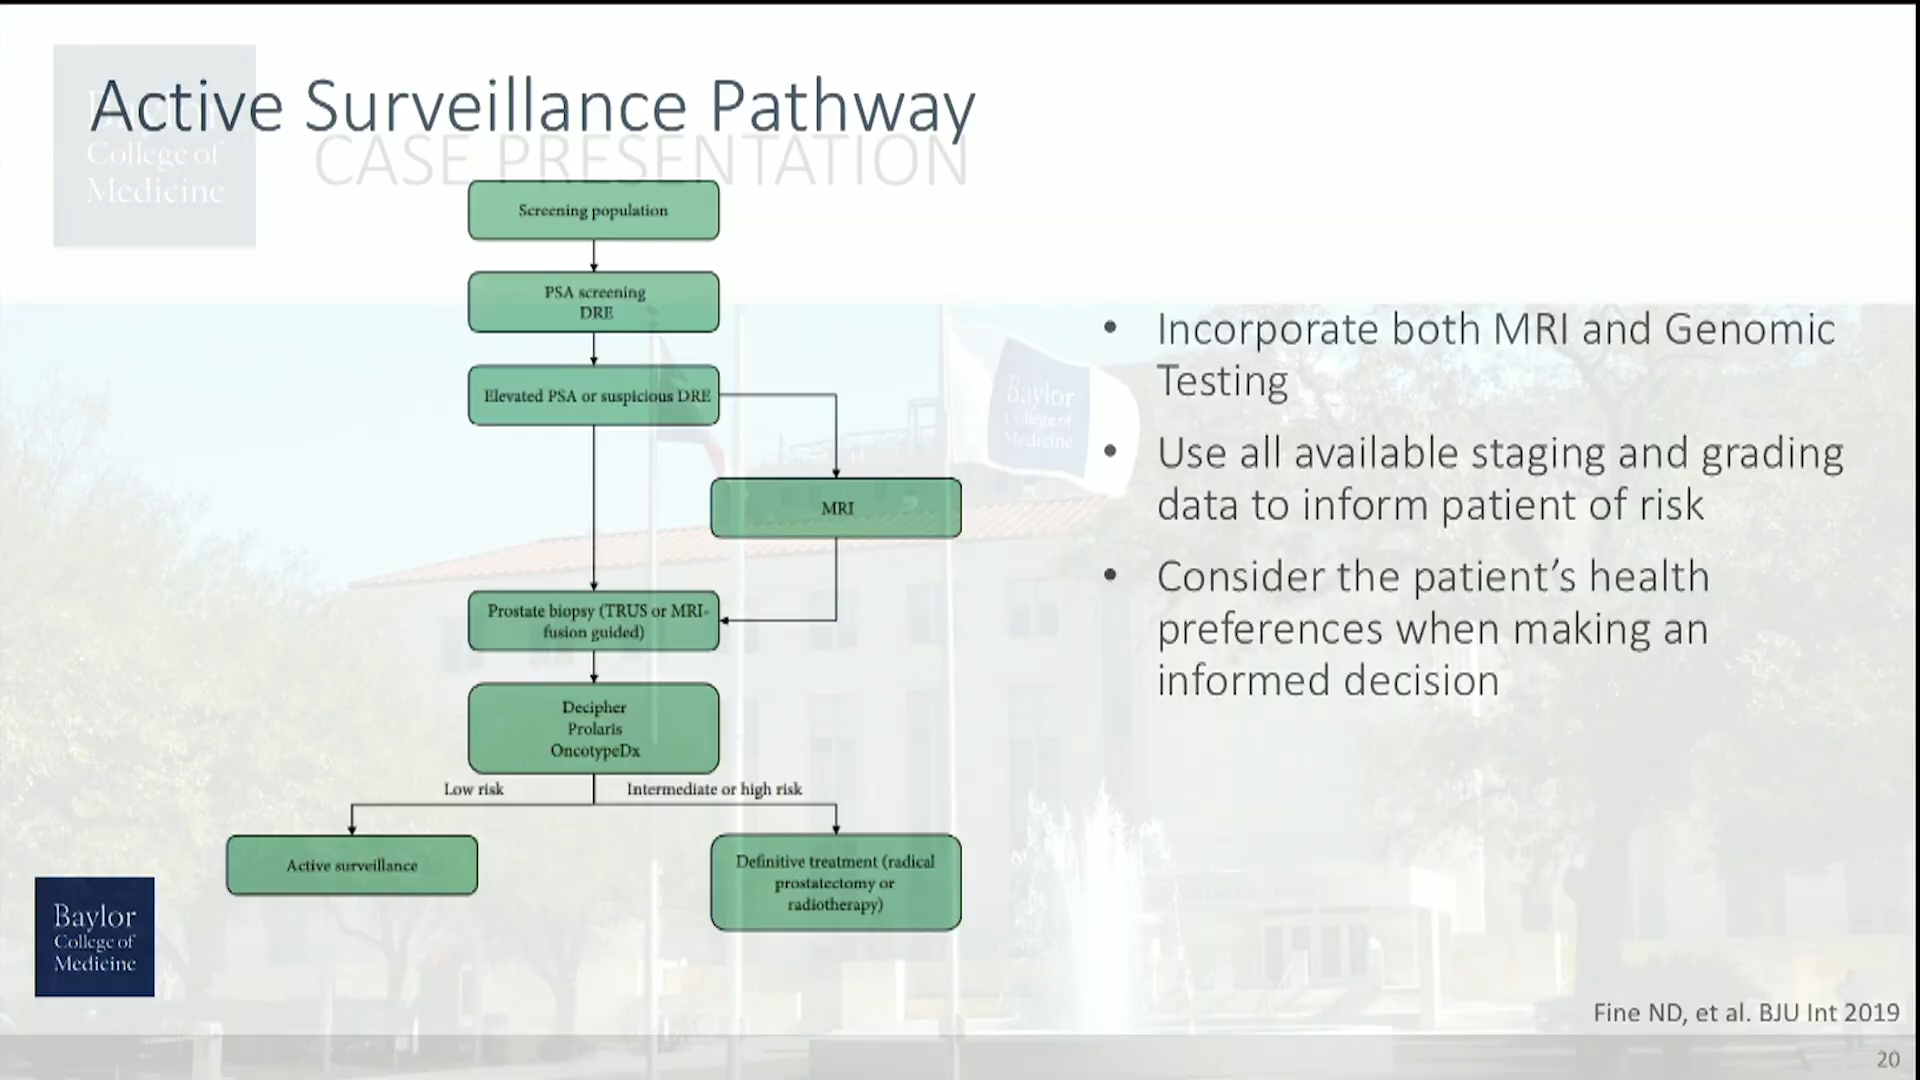 Active Surveillance Pathway
CASE PRESENTATION
Baylor
College of
Medicine
Screening population
PSA screening
DRE
Elevated PSA or suspicious DRE
MRI
Prostate biopsy (TRUS or MRI-
fusion guided)
Decipher
Prolaris
OncotypeDx
Low risk
Intermediate or high risk
Active surveillance
Definitive treatment (radical
prostatectomy or
radiotherapy)
• Incorporate both MRI and Genomic
Testing
• Use all available staging and grading
data to inform patient of risk
• Consider the patient’s health
preferences when making an
informed decision
Baylor
College of
Medicine
Baylor
College of
Medicine
Fine ND, et al. BJU Int 2019
20